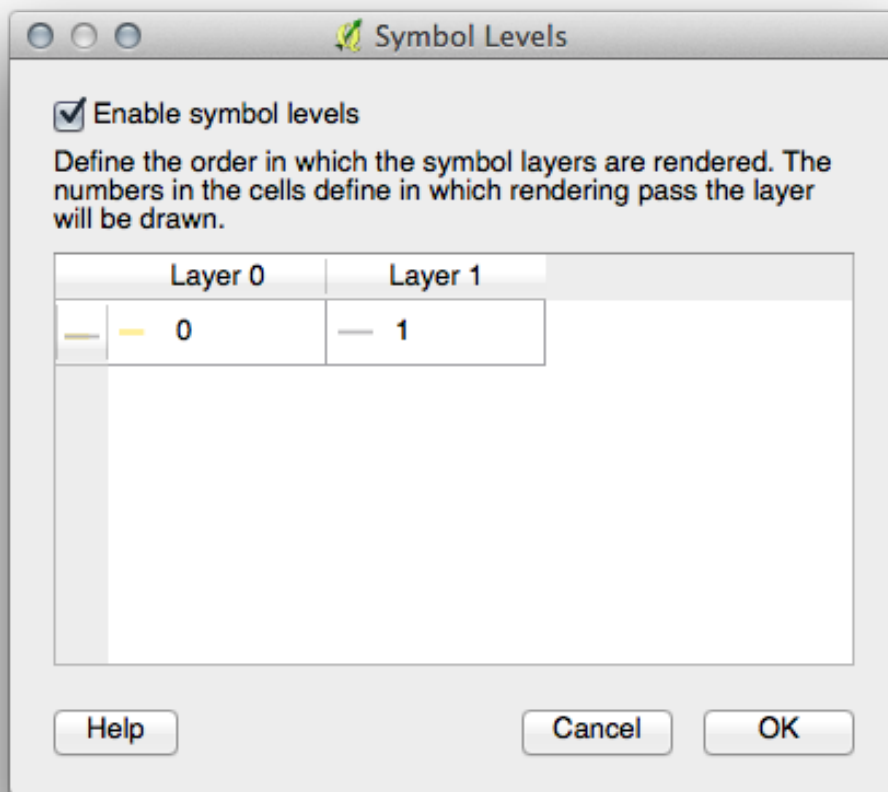 Symbol Levels
Enable symbol levels
Define the order in which the symbol layers are rendered. The
numbers in the cells define in which rendering pass the layer
will be drawn.
Layer 0 Layer 1
0 1
Help Cancel OK